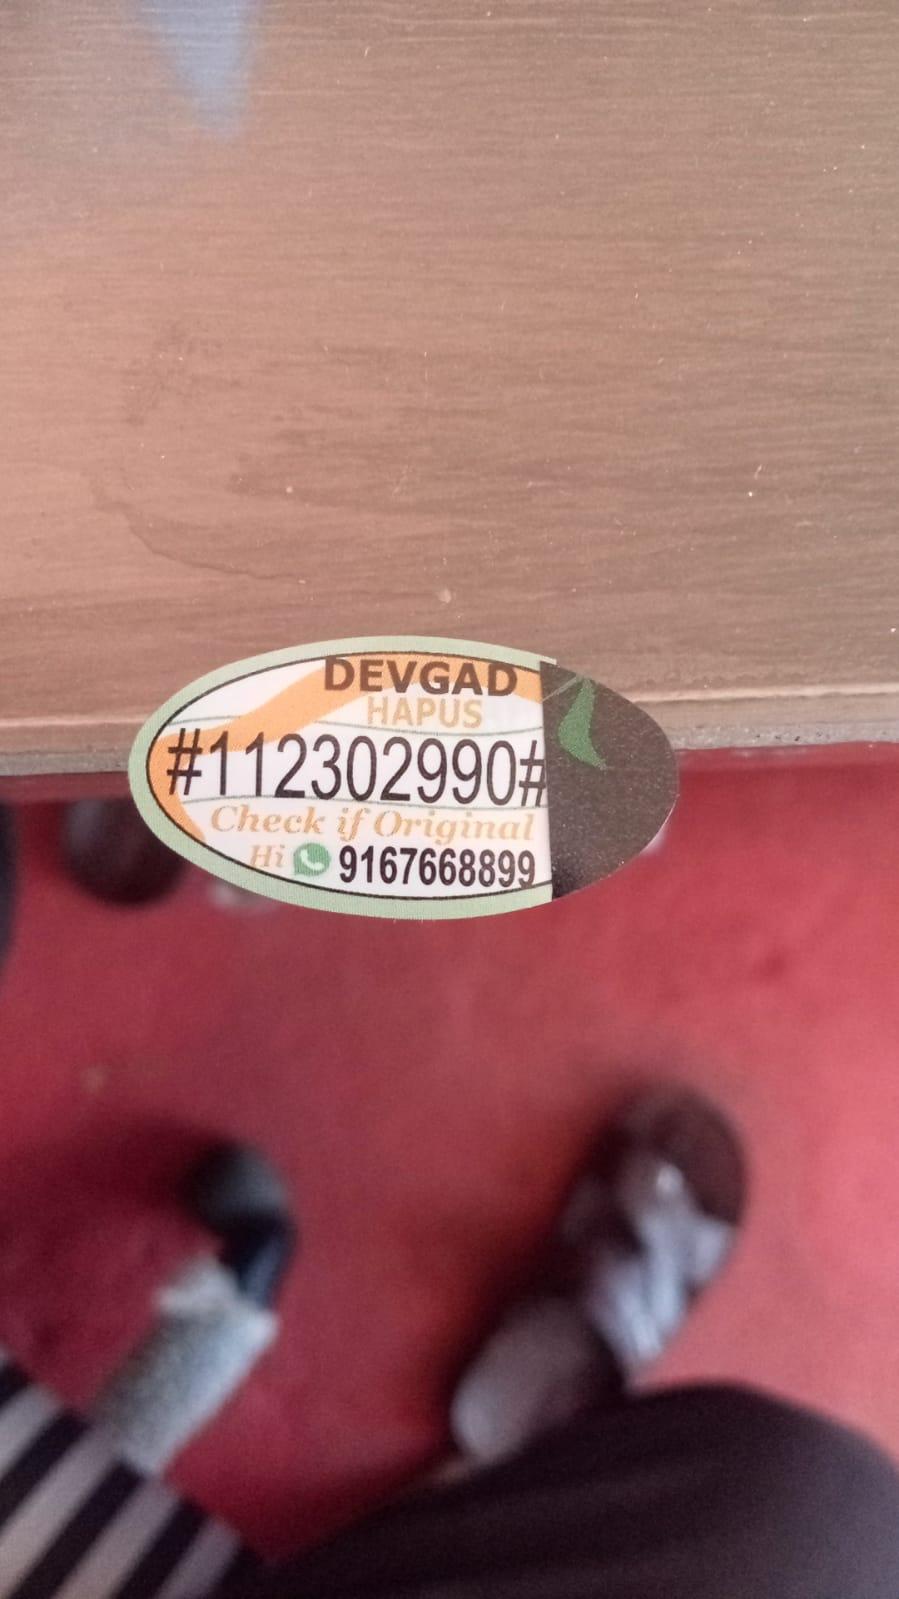 DEVGAD
HAPUS
#112302990#
Check if Original
Hi 9167668899